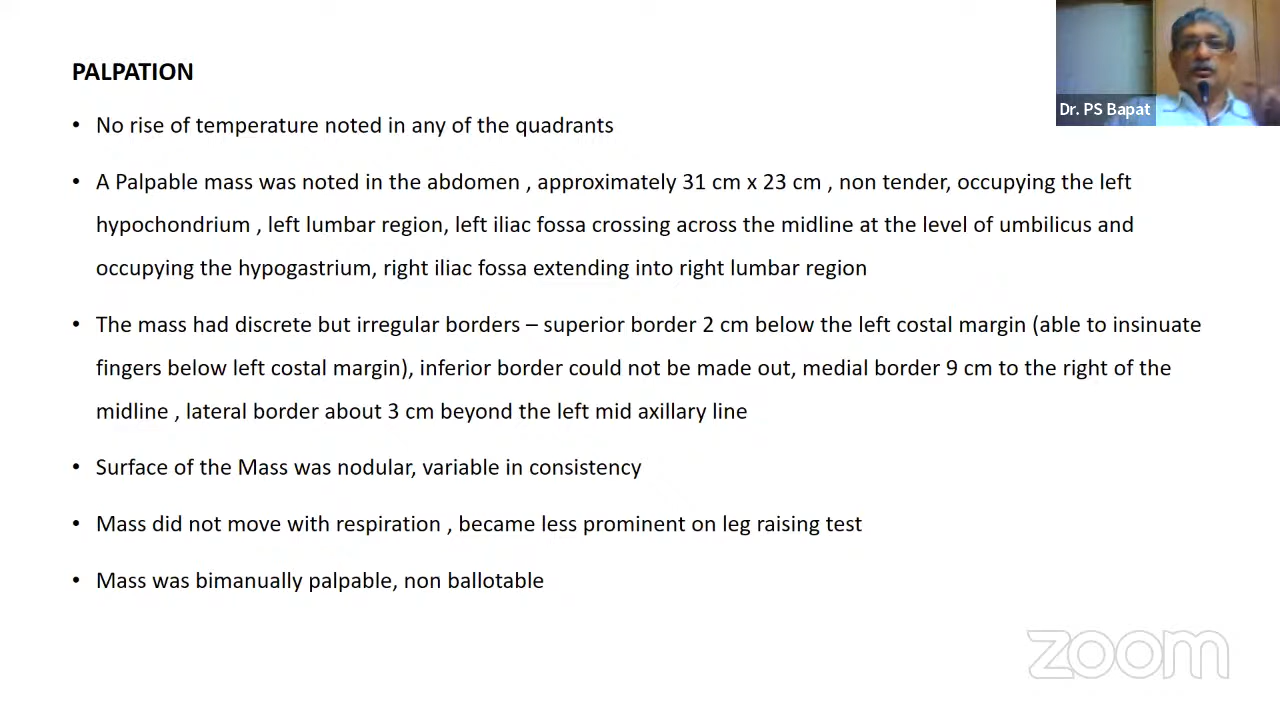 PALPATION
• No rise of temperature noted in any of the quadrants
• A Palpable mass was noted in the abdomen , approximately 31 cm x 23 cm , non tender, occupying the left
hypochondrium , left lumbar region, left iliac fossa crossing across the midline at the level of umbilicus and
occupying the hypogastrium, right iliac fossa extending into right lumbar region
• The mass had discrete but irregular borders – superior border 2 cm below the left costal margin (able to insinuate
fingers below left costal margin), inferior border could not be made out, medial border 9 cm to the right of the
midline , lateral border about 3 cm beyond the left mid axillary line
• Surface of the Mass was nodular, variable in consistency
• Mass did not move with respiration , became less prominent on leg raising test
• Mass was bimanually palpable, non ballotable
Dr. PS Bapat
zoom